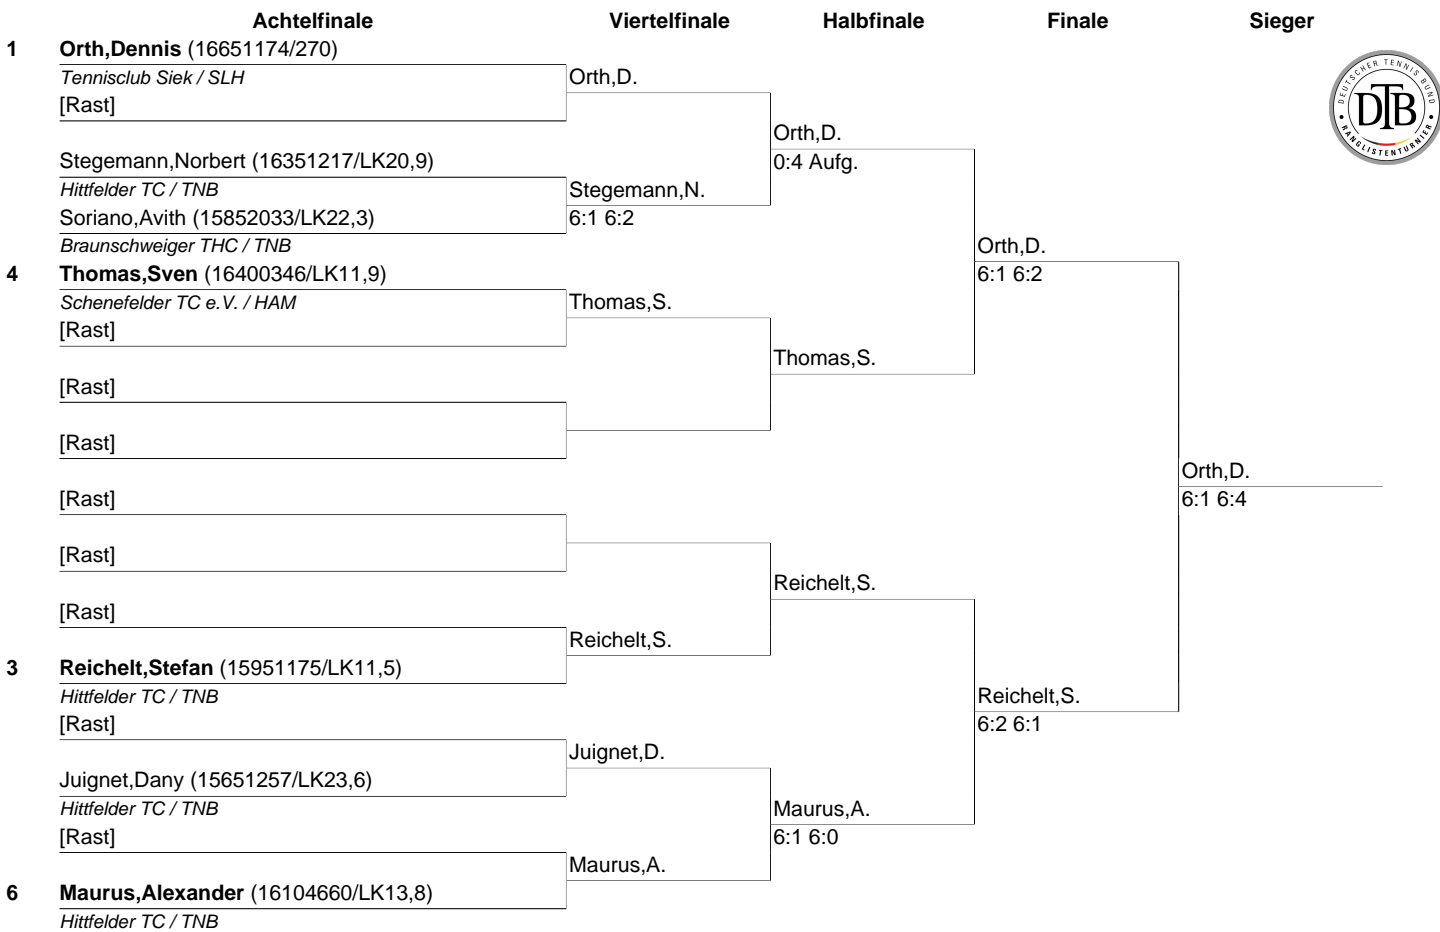 Achtelfinale Viertelfinale Halbfinale Finale Sieger
1 Orth,Dennis (16651174/270)
Tennisclub Siek / SLH Orth,D.
[Rast]
DEUTSCHER TENNIS BUND
DTB
RANGLISTENTURNIER
Orth,D.
Stegemann,Norbert (16351217/LK20,9) 0:4 Aufg.
Hittfelder TC / TNB Stegemann,N.
Soriano,Avith (15852033/LK22,3) 6:1 6:2
Braunschweiger THC / TNB Orth,D.
4 Thomas,Sven (16400346/LK11,9) 6:1 6:2
Schenefelder TC e.V. / HAM Thomas,S.
[Rast]
Thomas,S.
[Rast]
[Rast]
Orth,D.
[Rast] 6:1 6:4
[Rast]
Reichelt,S.
[Rast]
Reichelt,S.
3 Reichelt,Stefan (15951175/LK11,5)
Hittfelder TC / TNB Reichelt,S.
[Rast] 6:2 6:1
Juignet,D.
Juignet,Dany (15651257/LK23,6)
Hittfelder TC / TNB Maurus,A.
[Rast] 6:1 6:0
Maurus,A.
6 Maurus,Alexander (16104660/LK13,8)
Hittfelder TC / TNB